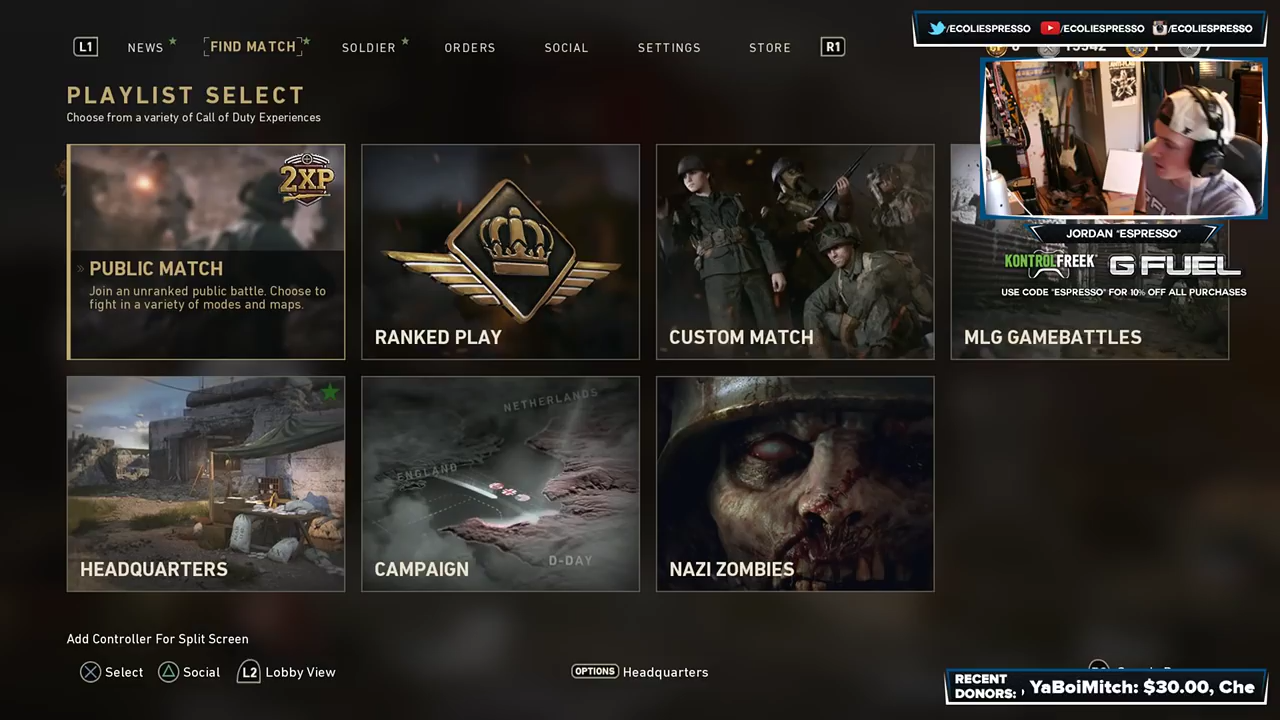 L1 NEWS FIND MATCH SOLDIER ORDERS SOCIAL SETTINGS STORE R1
/ECOLIESPRESSO /ECOLIESPRESSO /ECOLIESPRESSO
PLAYLIST SELECT
Choose from a variety of Call of Duty Experiences
2XP
PUBLIC MATCH
Join an unranked public battle. Choose to
fight in a variety of modes and maps.
RANKED PLAY
CUSTOM MATCH
MLG GAMEBATTLES
JORDAN "ESPRESSO"
KONTROLFREEK G FUEL
USE CODE "ESPRESSO" FOR 10% OFF ALL PURCHASES
HEADQUARTERS
NETHERLANDS
ENGLAND
D-DAY
CAMPAIGN
NAZI ZOMBIES
Add Controller For Split Screen
Select Social L2 Lobby View
OPTIONS Headquarters
RECENT
DONORS: YaBoiMitch: $30.00, Che